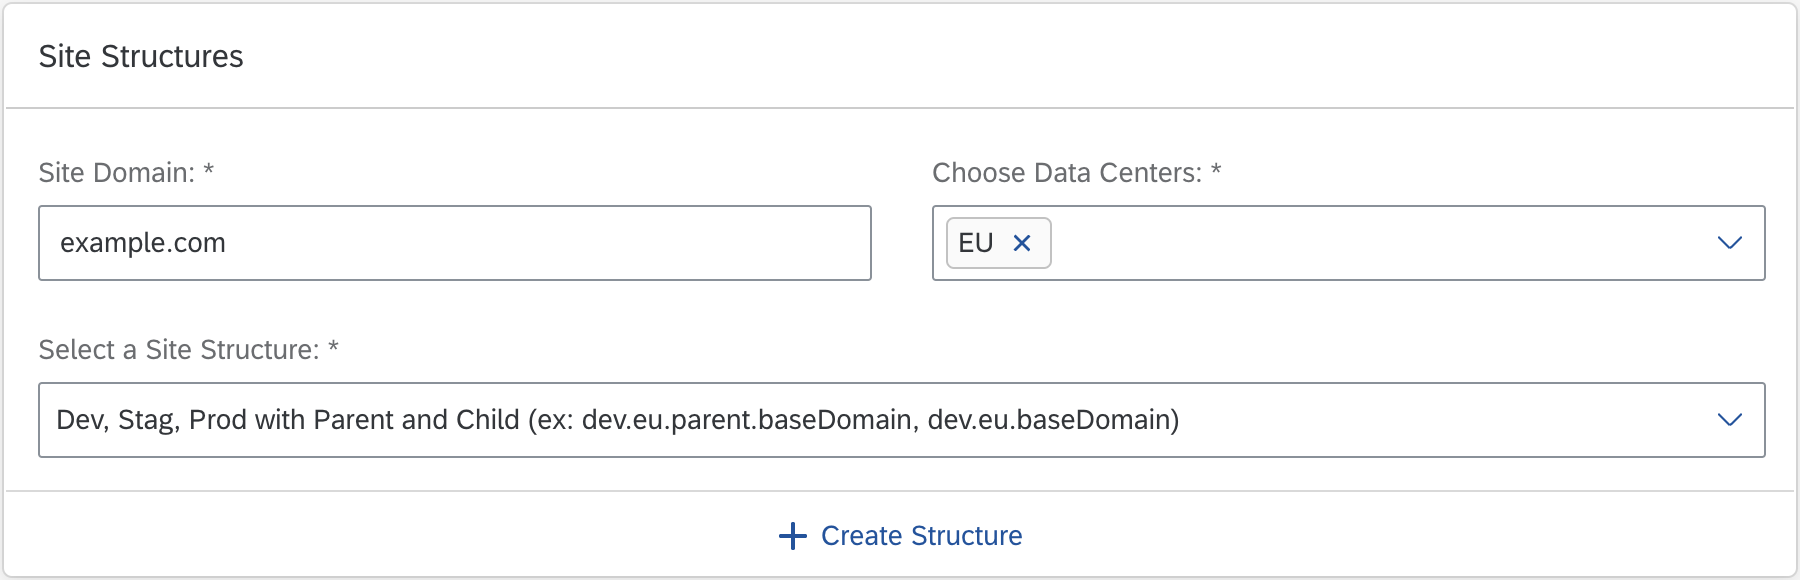 Site Structures
Site Domain: *
example.com
Choose Data Centers: *
EU
Select a Site Structure: *
Dev, Stag, Prod with Parent and Child (ex: dev.eu.parent.baseDomain, dev.eu.baseDomain)
Create Structure